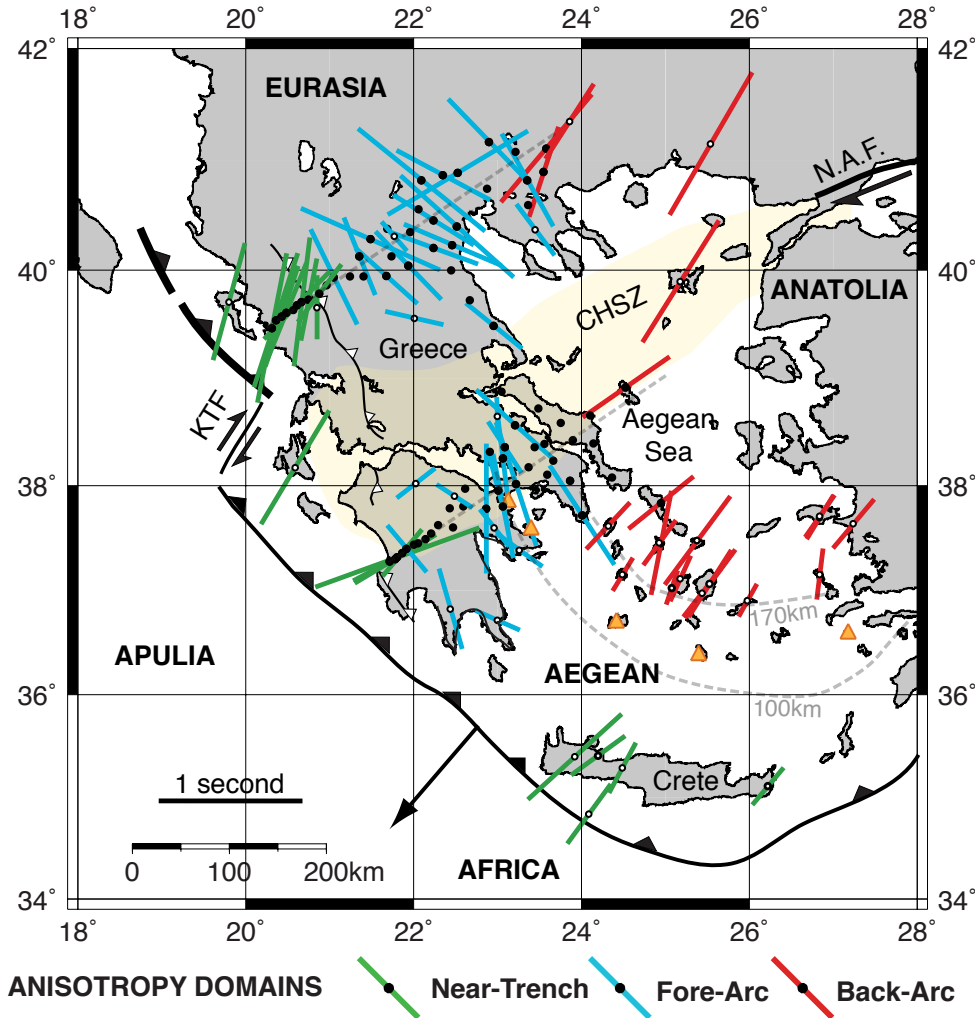 18˚ 20˚ 22˚ 24˚ 26˚ 28˚
42˚ 42˚
EURASIA
N.A.F.
40˚ 40˚
ANATOLIA
CHSZ
Greece
KTF
Aegean
Sea
38˚ 38˚
170km
APULIA
AEGEAN
36˚ 36˚
100km
1 second
Crete
0 100 200km
AFRICA
34˚ 34˚
18˚ 20˚ 22˚ 24˚ 26˚ 28˚
ANISOTROPY DOMAINS Near-Trench Fore-Arc Back-Arc